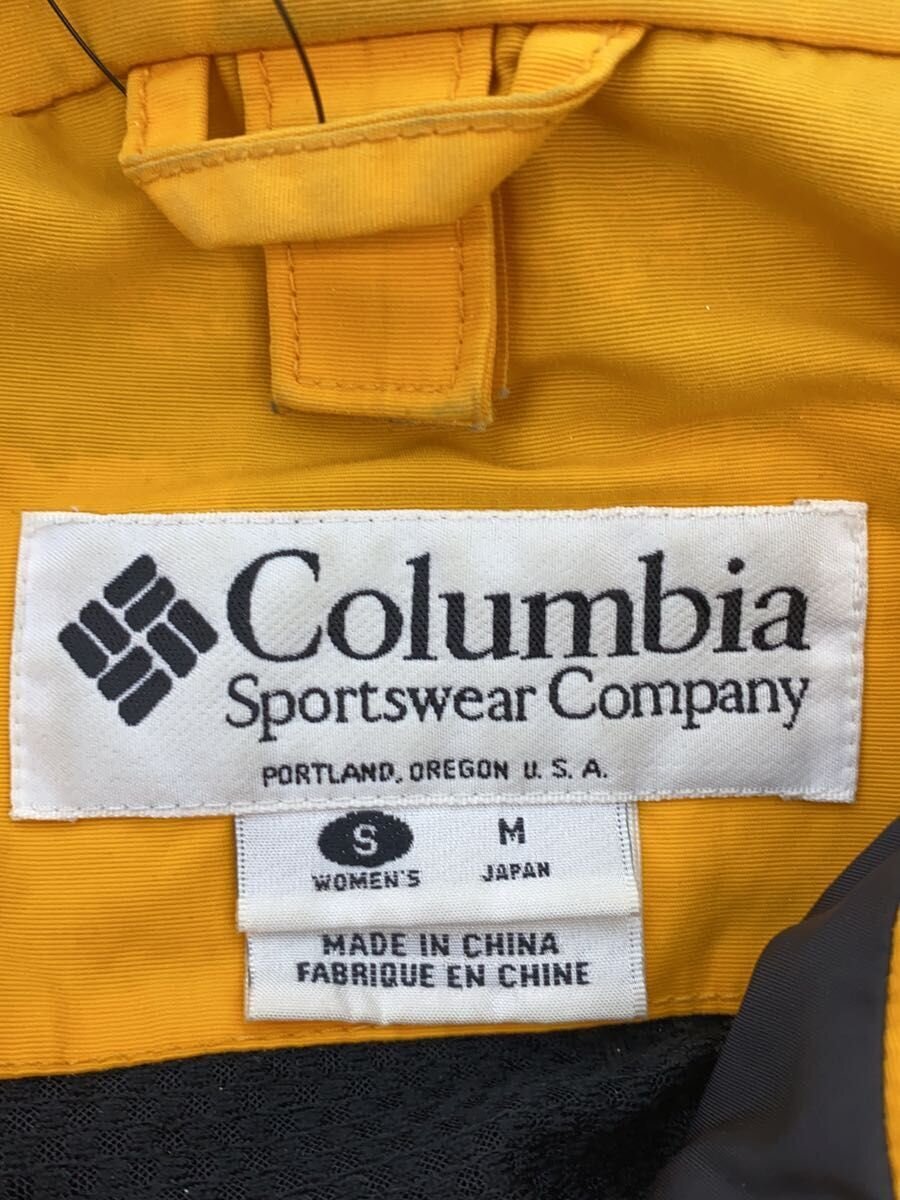 Columbia
Sportswear Company
PORTLAND, OREGON U.S.A.
S M
WOMEN'S JAPAN
MADE IN CHINA
FABRIQUE EN CHINE